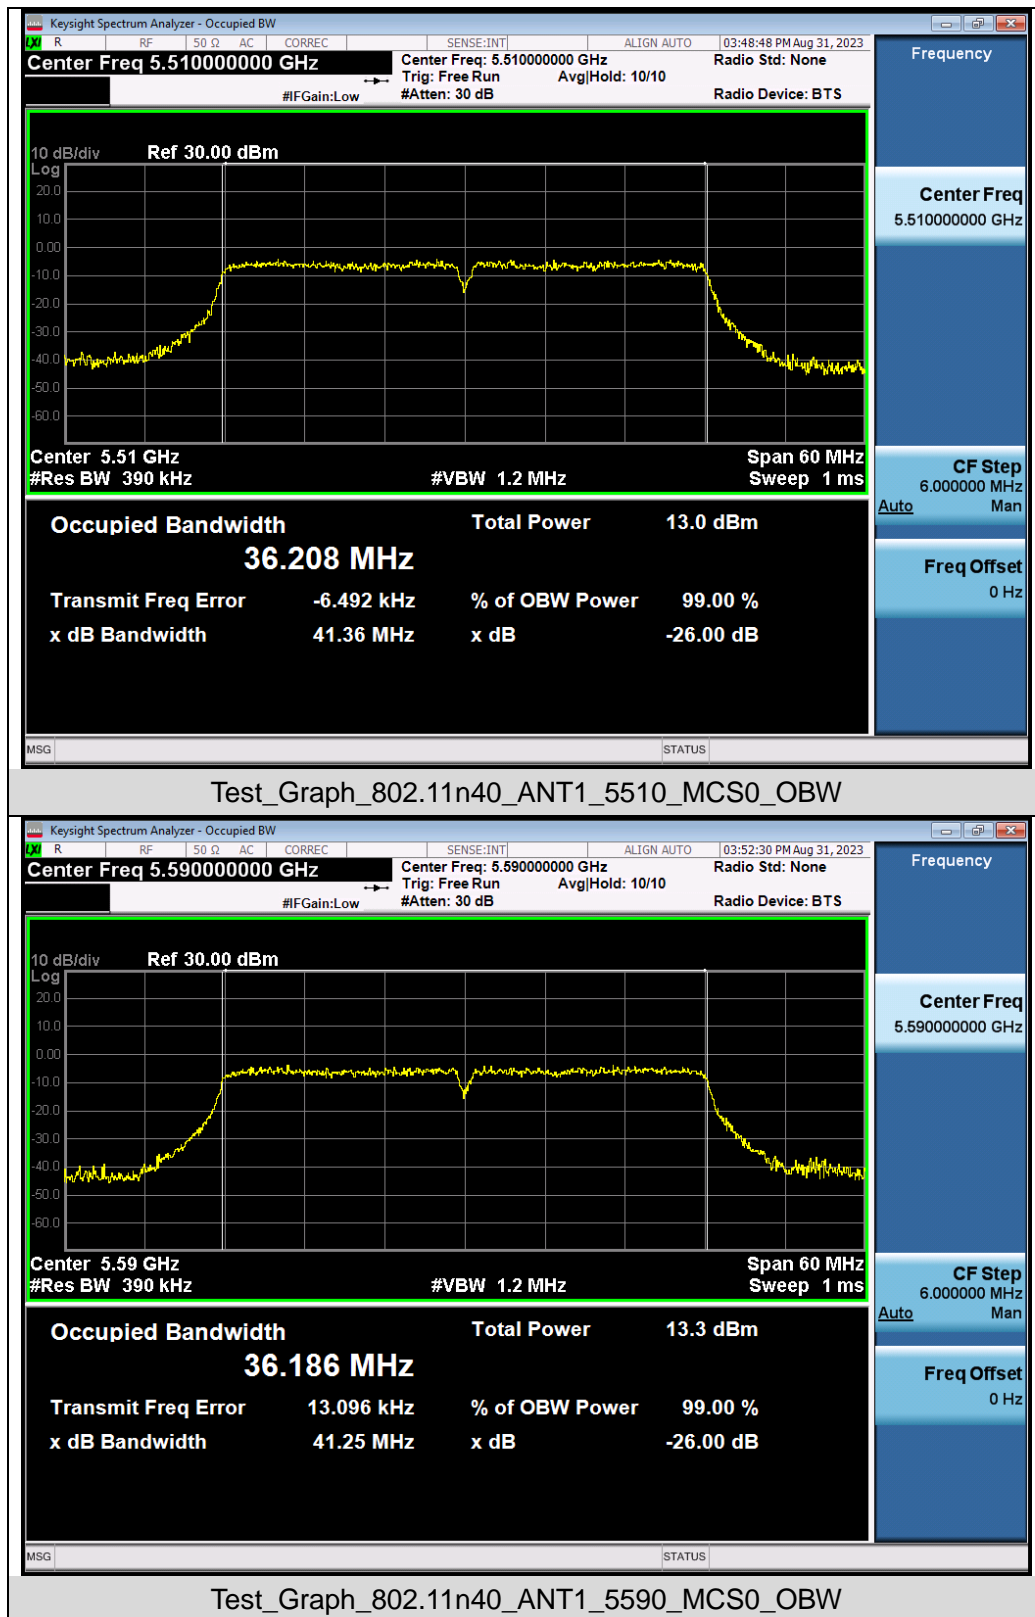 Keysight Spectrum Analyzer - Occupied BW
LXI R RF 50 Ω AC CORREC SENSE:INT ALIGN AUTO 03:48:48 PM Aug 31, 2023
Center Freq 5.510000000 GHz
Center Freq: 5.510000000 GHz
Radio Std: None
Trig: Free Run Avg|Hold: 10/10
#IFGain:Low #Atten: 30 dB Radio Device: BTS
Frequency
10 dB/div Ref 30.00 dBm
Log
20.0
10.0
0.00
-10.0
-20.0
-30.0
-40.0
-50.0
-60.0
Center Freq
5.510000000 GHz
Center 5.51 GHz Span 60 MHz
#Res BW 390 kHz #VBW 1.2 MHz Sweep 1 ms
CF Step
6.000000 MHz
Auto Man
Occupied Bandwidth Total Power 13.0 dBm
36.208 MHz
Transmit Freq Error -6.492 kHz % of OBW Power 99.00 %
x dB Bandwidth 41.36 MHz x dB -26.00 dB
Freq Offset
0 Hz
MSG STATUS
Test_Graph_802.11n40_ANT1_5510_MCS0_OBW
Keysight Spectrum Analyzer - Occupied BW
LXI R RF 50 Ω AC CORREC SENSE:INT ALIGN AUTO 03:52:30 PM Aug 31, 2023
Center Freq 5.590000000 GHz
Center Freq: 5.590000000 GHz
Radio Std: None
Trig: Free Run Avg|Hold: 10/10
#IFGain:Low #Atten: 30 dB Radio Device: BTS
Frequency
10 dB/div Ref 30.00 dBm
Log
20.0
10.0
0.00
-10.0
-20.0
-30.0
-40.0
-50.0
-60.0
Center Freq
5.590000000 GHz
Center 5.59 GHz Span 60 MHz
#Res BW 390 kHz #VBW 1.2 MHz Sweep 1 ms
CF Step
6.000000 MHz
Auto Man
Occupied Bandwidth Total Power 13.3 dBm
36.186 MHz
Transmit Freq Error 13.096 kHz % of OBW Power 99.00 %
x dB Bandwidth 41.25 MHz x dB -26.00 dB
Freq Offset
0 Hz
MSG STATUS
Test_Graph_802.11n40_ANT1_5590_MCS0_OBW